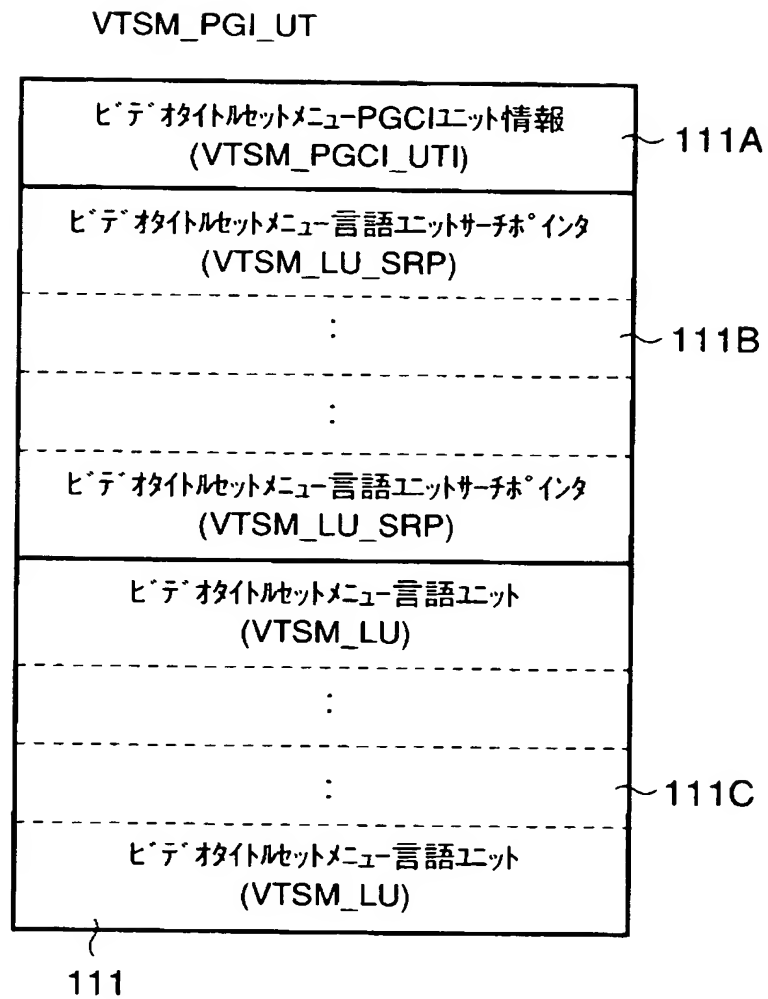 VTSM_PGI_UT
ﾋﾞﾃﾞｵﾀｲﾄﾙｾｯﾄﾒﾆｭｰPGCIﾕﾆｯﾄ情報
(VTSM_PGCI_UTI)
111A
ﾋﾞﾃﾞｵﾀｲﾄﾙｾｯﾄﾒﾆｭｰ言語ﾕﾆｯﾄｻｰﾁﾎﾟｲﾝﾀ
(VTSM_LU_SRP)
:
111B
:
ﾋﾞﾃﾞｵﾀｲﾄﾙｾｯﾄﾒﾆｭｰ言語ﾕﾆｯﾄｻｰﾁﾎﾟｲﾝﾀ
(VTSM_LU_SRP)
ﾋﾞﾃﾞｵﾀｲﾄﾙｾｯﾄﾒﾆｭｰ言語ﾕﾆｯﾄ
(VTSM_LU)
:
:
111C
ﾋﾞﾃﾞｵﾀｲﾄﾙｾｯﾄﾒﾆｭｰ言語ﾕﾆｯﾄ
(VTSM_LU)
111